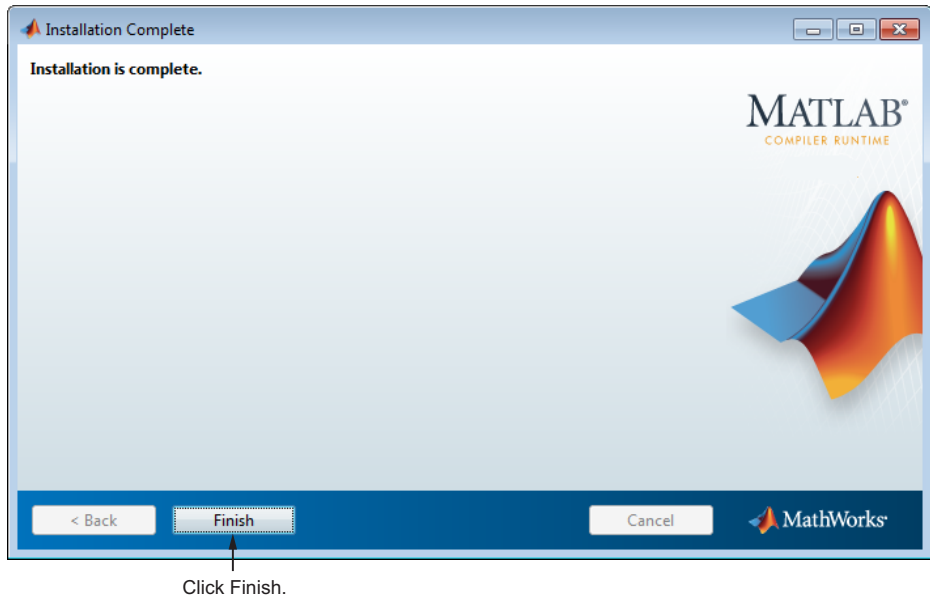 Installation Complete
Installation is complete.
MATLAB®
COMPILER RUNTIME
< Back
Finish
Cancel
MathWorks®
Click Finish.